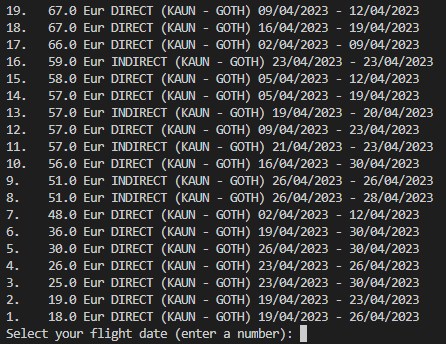 19. 67.0 Eur DIRECT (KAUN - GOTH) 09/04/2023 - 12/04/2023
18. 67.0 Eur DIRECT (KAUN - GOTH) 16/04/2023 - 19/04/2023
17. 66.0 Eur DIRECT (KAUN - GOTH) 02/04/2023 - 09/04/2023
16. 59.0 Eur INDIRECT (KAUN - GOTH) 23/04/2023 - 23/04/2023
15. 58.0 Eur DIRECT (KAUN - GOTH) 05/04/2023 - 12/04/2023
14. 57.0 Eur DIRECT (KAUN - GOTH) 05/04/2023 - 19/04/2023
13. 57.0 Eur INDIRECT (KAUN - GOTH) 19/04/2023 - 20/04/2023
12. 57.0 Eur DIRECT (KAUN - GOTH) 09/04/2023 - 23/04/2023
11. 57.0 Eur INDIRECT (KAUN - GOTH) 21/04/2023 - 23/04/2023
10. 56.0 Eur DIRECT (KAUN - GOTH) 16/04/2023 - 30/04/2023
9. 51.0 Eur INDIRECT (KAUN - GOTH) 26/04/2023 - 26/04/2023
8. 51.0 Eur INDIRECT (KAUN - GOTH) 26/04/2023 - 28/04/2023
7. 48.0 Eur DIRECT (KAUN - GOTH) 02/04/2023 - 12/04/2023
6. 36.0 Eur DIRECT (KAUN - GOTH) 19/04/2023 - 30/04/2023
5. 30.0 Eur DIRECT (KAUN - GOTH) 26/04/2023 - 30/04/2023
4. 26.0 Eur DIRECT (KAUN - GOTH) 23/04/2023 - 26/04/2023
3. 25.0 Eur DIRECT (KAUN - GOTH) 23/04/2023 - 30/04/2023
2. 19.0 Eur DIRECT (KAUN - GOTH) 19/04/2023 - 23/04/2023
1. 18.0 Eur DIRECT (KAUN - GOTH) 19/04/2023 - 26/04/2023
Select your flight date (enter a number):